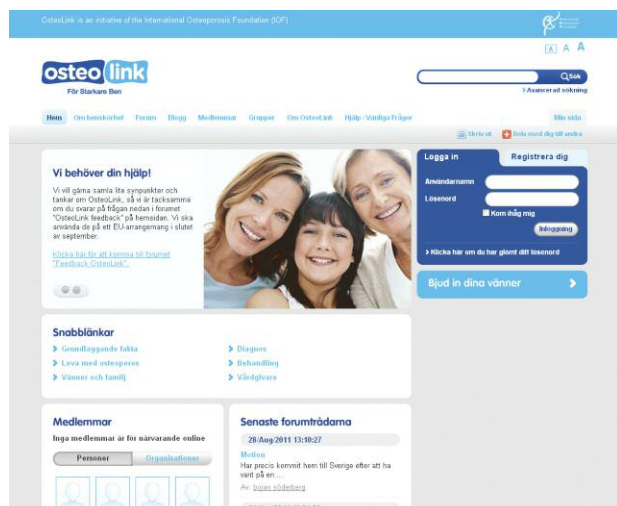 OsteoLink is an initiative of the International Osteoporosis Foundation (IOF)
A A A
osteo link
För Starkare Ben
Sök
Avancerad sökning
Hem Om benskörhet Forum Blogg Medlemmar Grupper Om OsteoLink Hjälp/Vanliga Frågor Min sida
Skriv ut Dela med dig till andra
Vi behöver din hjälp!
Vi vill gärna samla lite synpunkter och
tankar om OsteoLink, så vi är tacksamma
om du svarar på frågan nedan i forumet
"OsteoLink feedback" på hemsidan. Vi ska
använda de på ett EU-arrangemang i slutet
av september.
Klicka här för att komma till forumet
"Feedback OsteoLink".
Logga in Registrera dig
Användarnamn
Lösenord
Kom ihåg mig
Inloggning
Klicka här om du har glömt ditt lösenord
Bjud in dina vänner
Snabblänkar
Grundläggande fakta
Leva med osteoporos
Vänner och familj
Diagnos
Behandling
Vårdgivare
Medlemmar
Inga medlemmar är för närvarande online
Personer Organisationer
Senaste forumtrådarna
28/Aug/2011 13:10:27
Motion
Har precis kommit hem till Sverige efter att ha
varit på en ...
Av: bojan söderberg